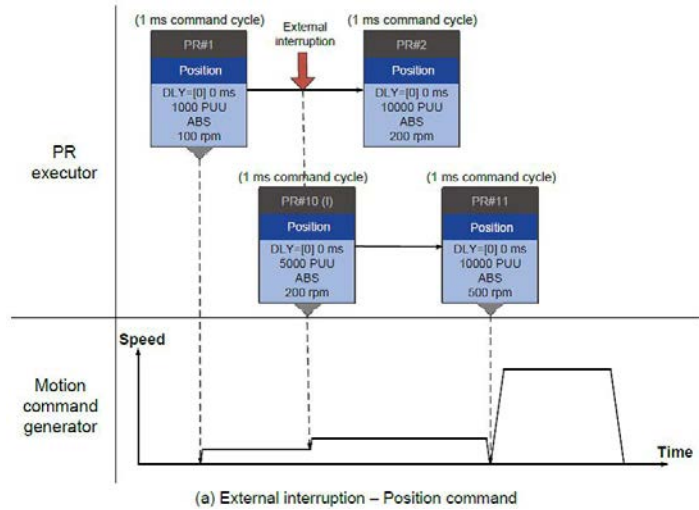 (1 ms command cycle)
External
interruption
(1 ms command cycle)
PR#1
Position
DLY=[0] 0 ms
1000 PUU
ABS
100 rpm
PR#2
Position
DLY=[0] 0 ms
10000 PUU
ABS
200 rpm
PR
executor
(1 ms command cycle)
(1 ms command cycle)
PR#10 (I)
Position
DLY=[0] 0 ms
5000 PUU
ABS
200 rpm
PR#11
Position
DLY=[0] 0 ms
10000 PUU
ABS
500 rpm
Speed
Motion
command
generator
Time
(a) External interruption – Position command